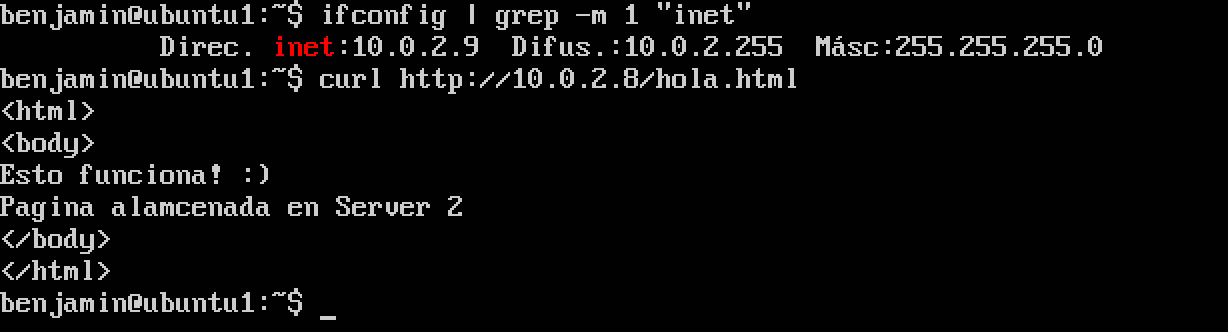 benjamin@ubuntu1:~$ ifconfig | grep -m 1 "inet"
Direc. inet:10.0.2.9  Difus.:10.0.2.255  Másc:255.255.255.0
benjamin@ubuntu1:~$ curl http://10.0.2.8/hola.html
<html>
<body>
Esto funciona! :)
Pagina alamcenada en Server 2
</body>
</html>
benjamin@ubuntu1:~$ _